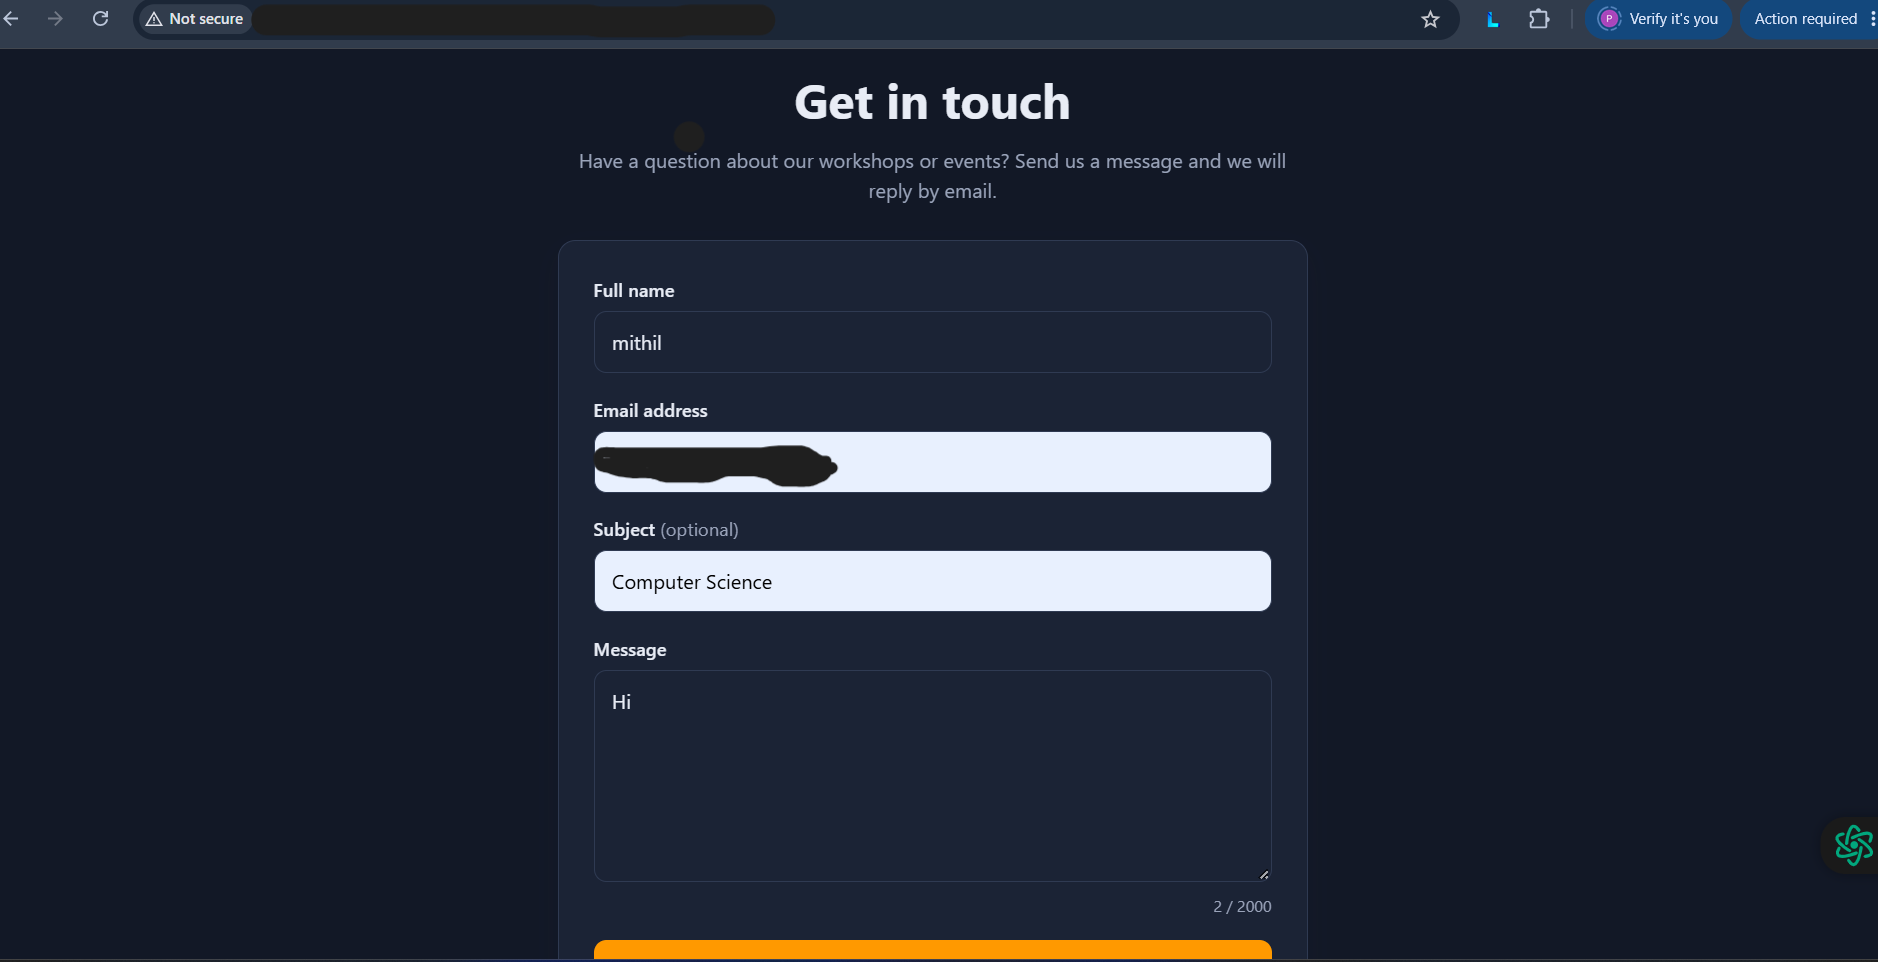 Not secure
P Verify it's you
Action required
Get in touch
Have a question about our workshops or events? Send us a message and we will
reply by email.
Full name
mithil
Email address
Subject (optional)
Computer Science
Message
Hi
2 / 2000